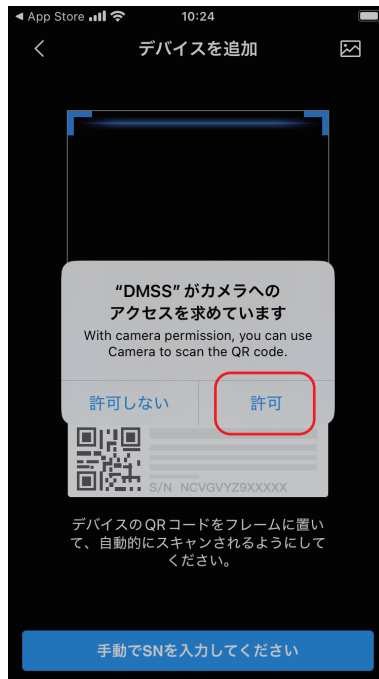 App Store
10:24
デバイスを追加
“DMSS” がカメラへの
アクセスを求めています
With camera permission, you can use
Camera to scan the QR code.
許可しない
許可
S/N NCVGVYZ9XXXXX
デバイスのQRコードをフレームに置い
て、自動的にスキャンされるようにして
ください。
手動でSNを入力してください